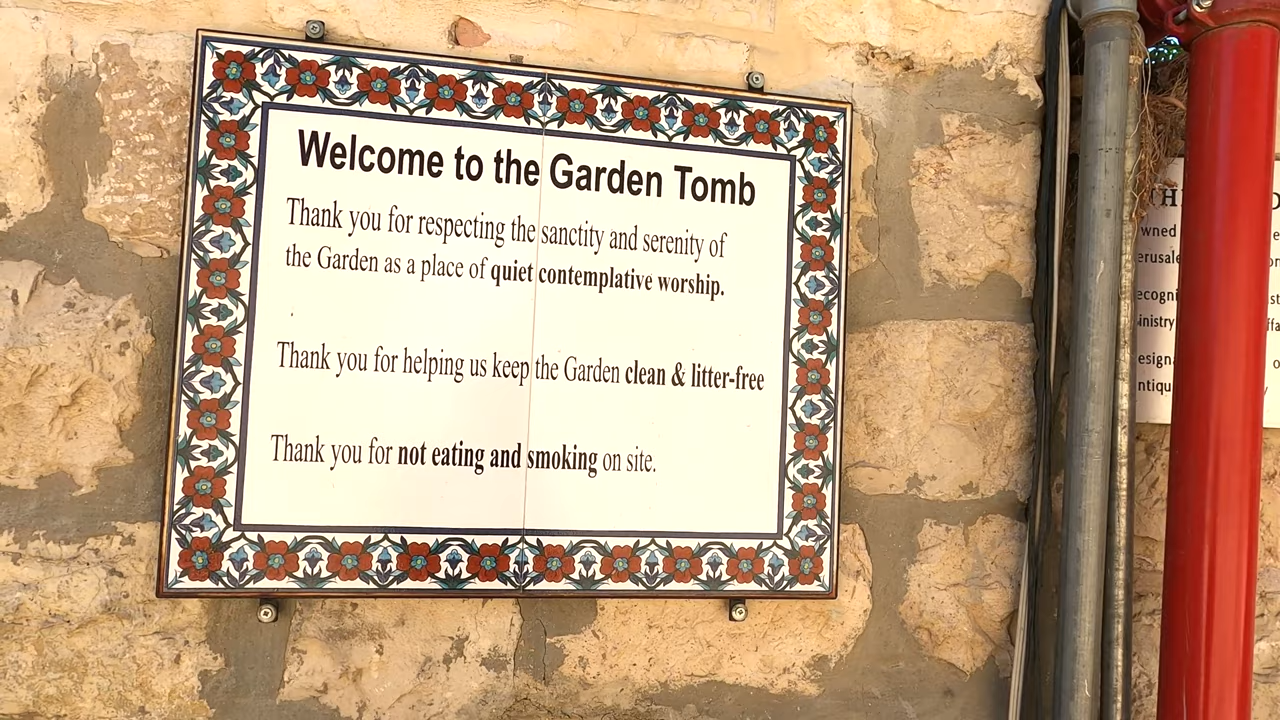 Welcome to the Garden Tomb
Thank you for respecting the sanctity and serenity of
the Garden as a place of quiet contemplative worship.
Thank you for helping us keep the Garden clean & litter-free
Thank you for not eating and smoking on site.